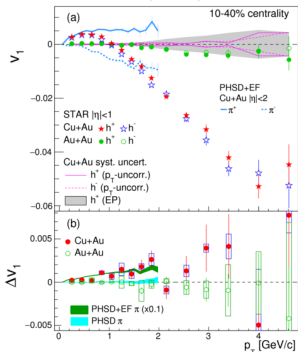 (a)
10-40% centrality
v₁
0
−0.02
−0.04
−0.06
STAR |η|<1
Cu+Au ★ h⁺ ☆ h⁻
Au+Au ● h⁺ ○ h⁻
Cu+Au syst. uncert.
h⁺ (pT-uncorr.)
h⁻ (pT-uncorr.)
h⁺ (EP)
PHSD+EF
Cu+Au |η|<2
π⁺ π⁻
(b)
Δv₁
0.005
0
−0.005
Cu+Au
Au+Au
PHSD+EF π (x0.1)
PHSD π
0 1 2 3 4
[GeV/c]